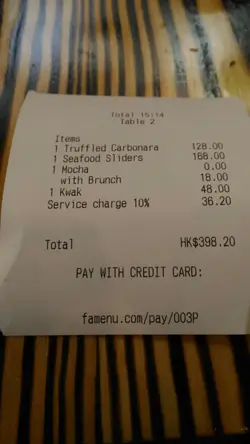 Total 15:14
Table 2
Items
1 Truffled Carbonara 128.00
1 Seafood Sliders 168.00
1 Mocha 0.00
with Brunch 18.00
1 Kwak 48.00
Service charge 10% 36.20
Total HK$398.20
PAY WITH CREDIT CARD:
famenu.com/pay/003P